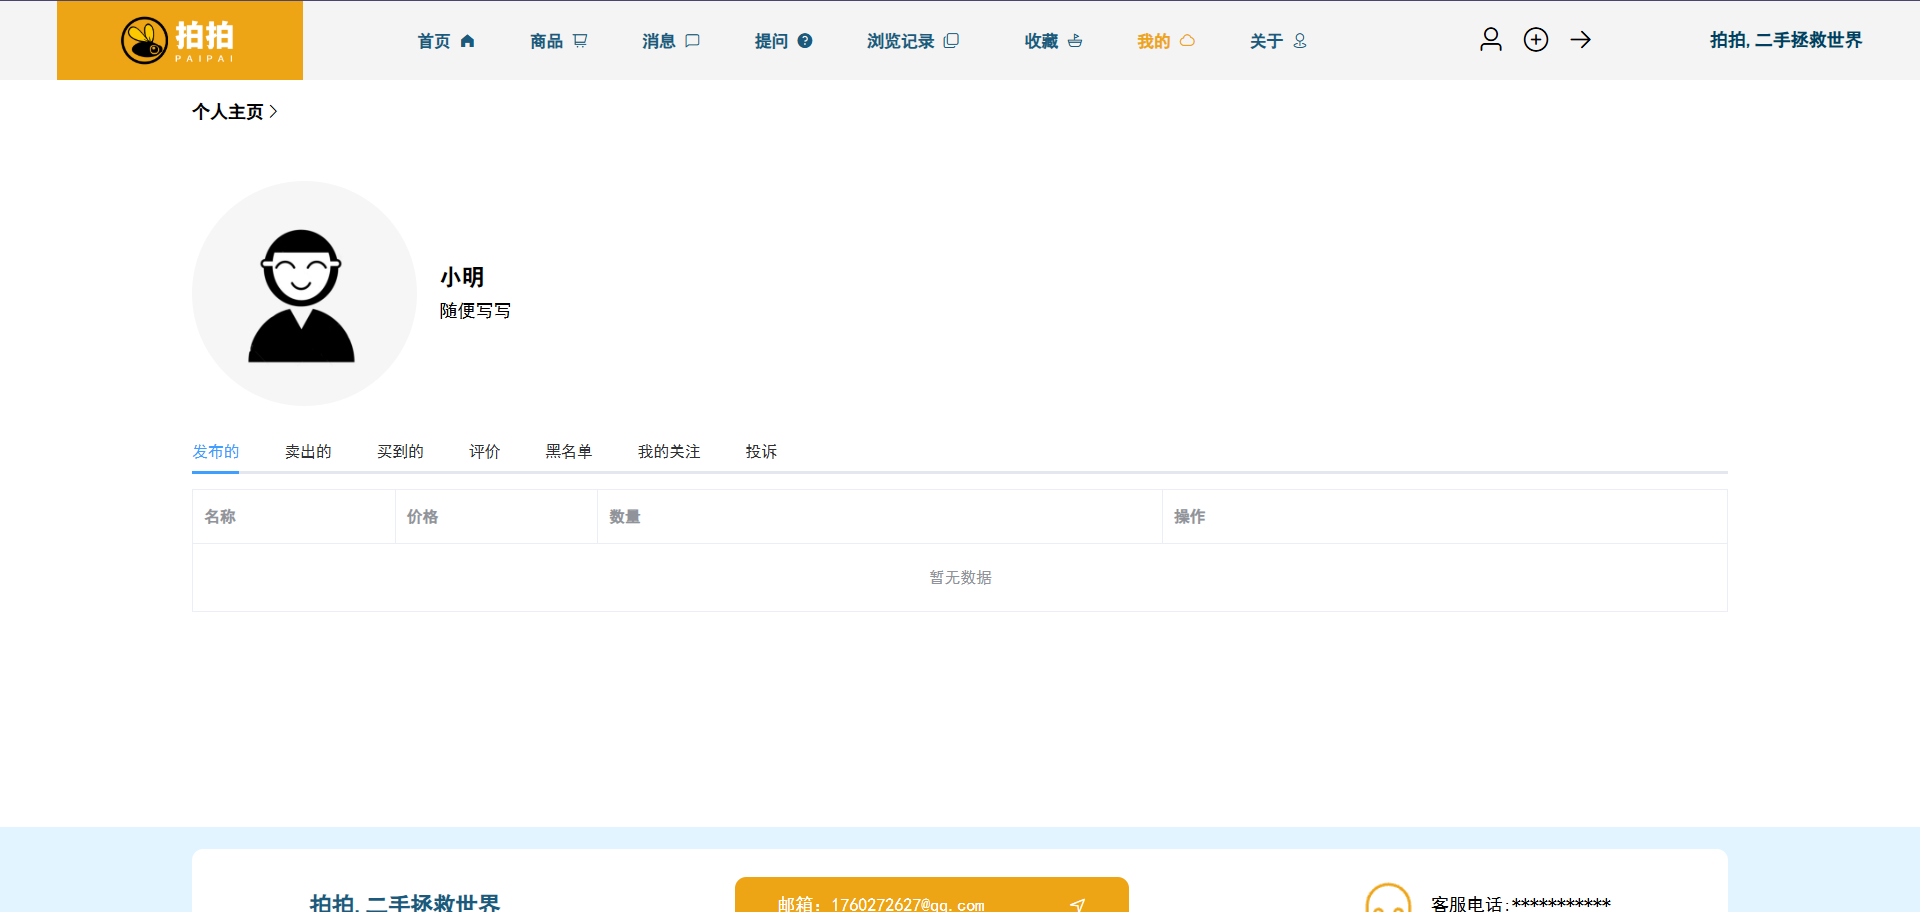 拍拍
PAIPAI
首页
商品
消息
提问
浏览记录
收藏
我的
关于
拍拍, 二手拯救世界
个人主页
小明
随便写写
发布的
卖出的
买到的
评价
黑名单
我的关注
投诉
名称
价格
数量
操作
暂无数据
拍拍, 二手拯救世界
邮箱: 1760272627@qq.com
客服电话:***********